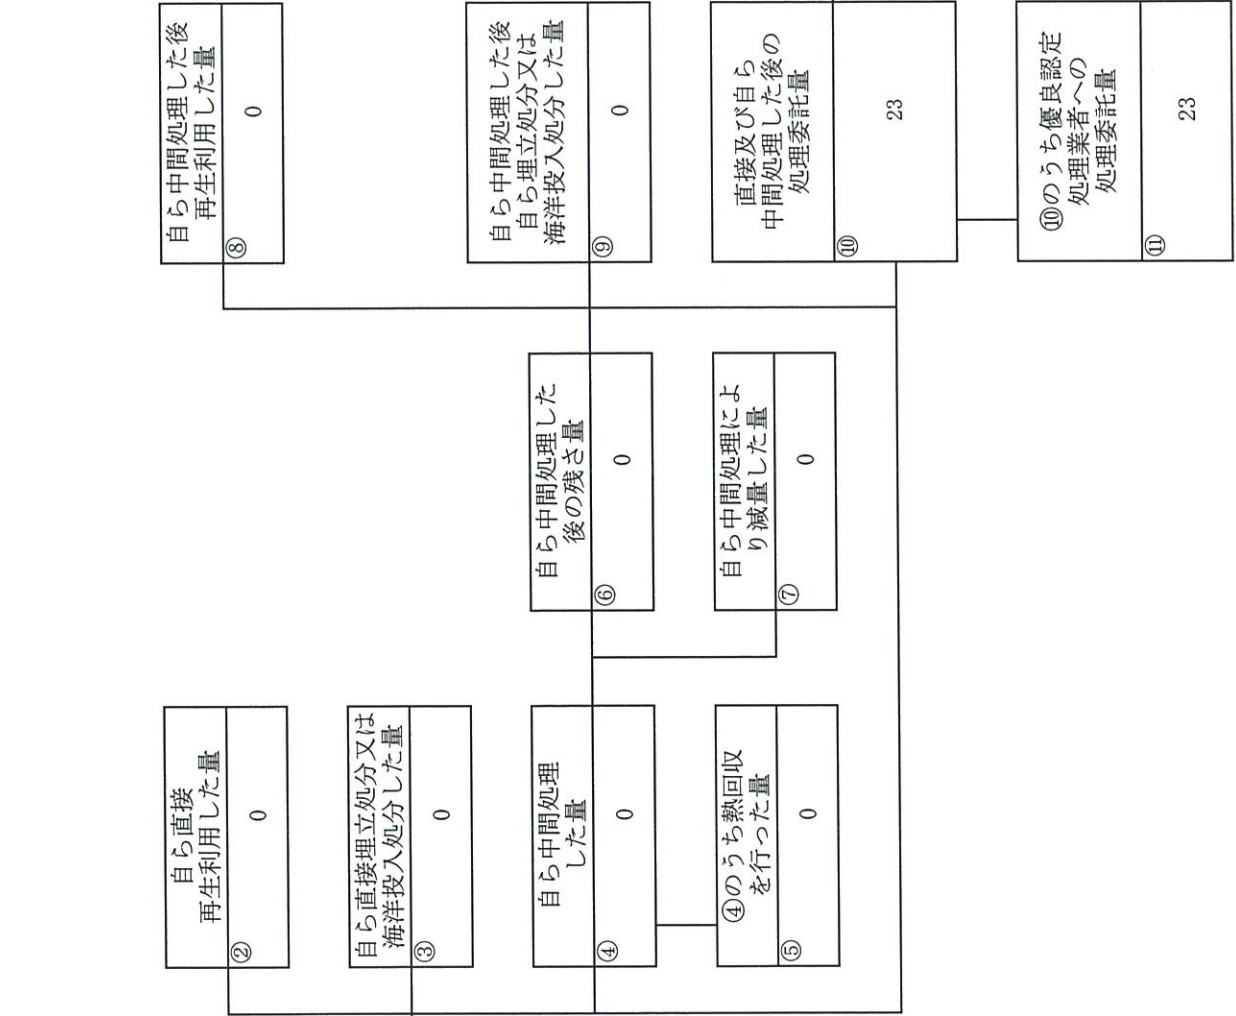 自ら直接
再生利用した量
②
0
自ら直接埋立処分又は
海洋投入処分した量
③
0
自ら中間処理
した量
④
0
④のうち熱回収
を行った量
⑤
0
自ら中間処理した
後の残さ量
⑥
0
自ら中間処理によ
り減量した量
⑦
0
自ら中間処理した後
再生利用した量
⑧
0
自ら中間処理した後
自ら埋立処分又は
海洋投入処分した量
⑨
0
直接及び自ら
中間処理した後の
処理委託量
⑩
23
⑩のうち優良認定
処理業者への
処理委託量
⑪
23